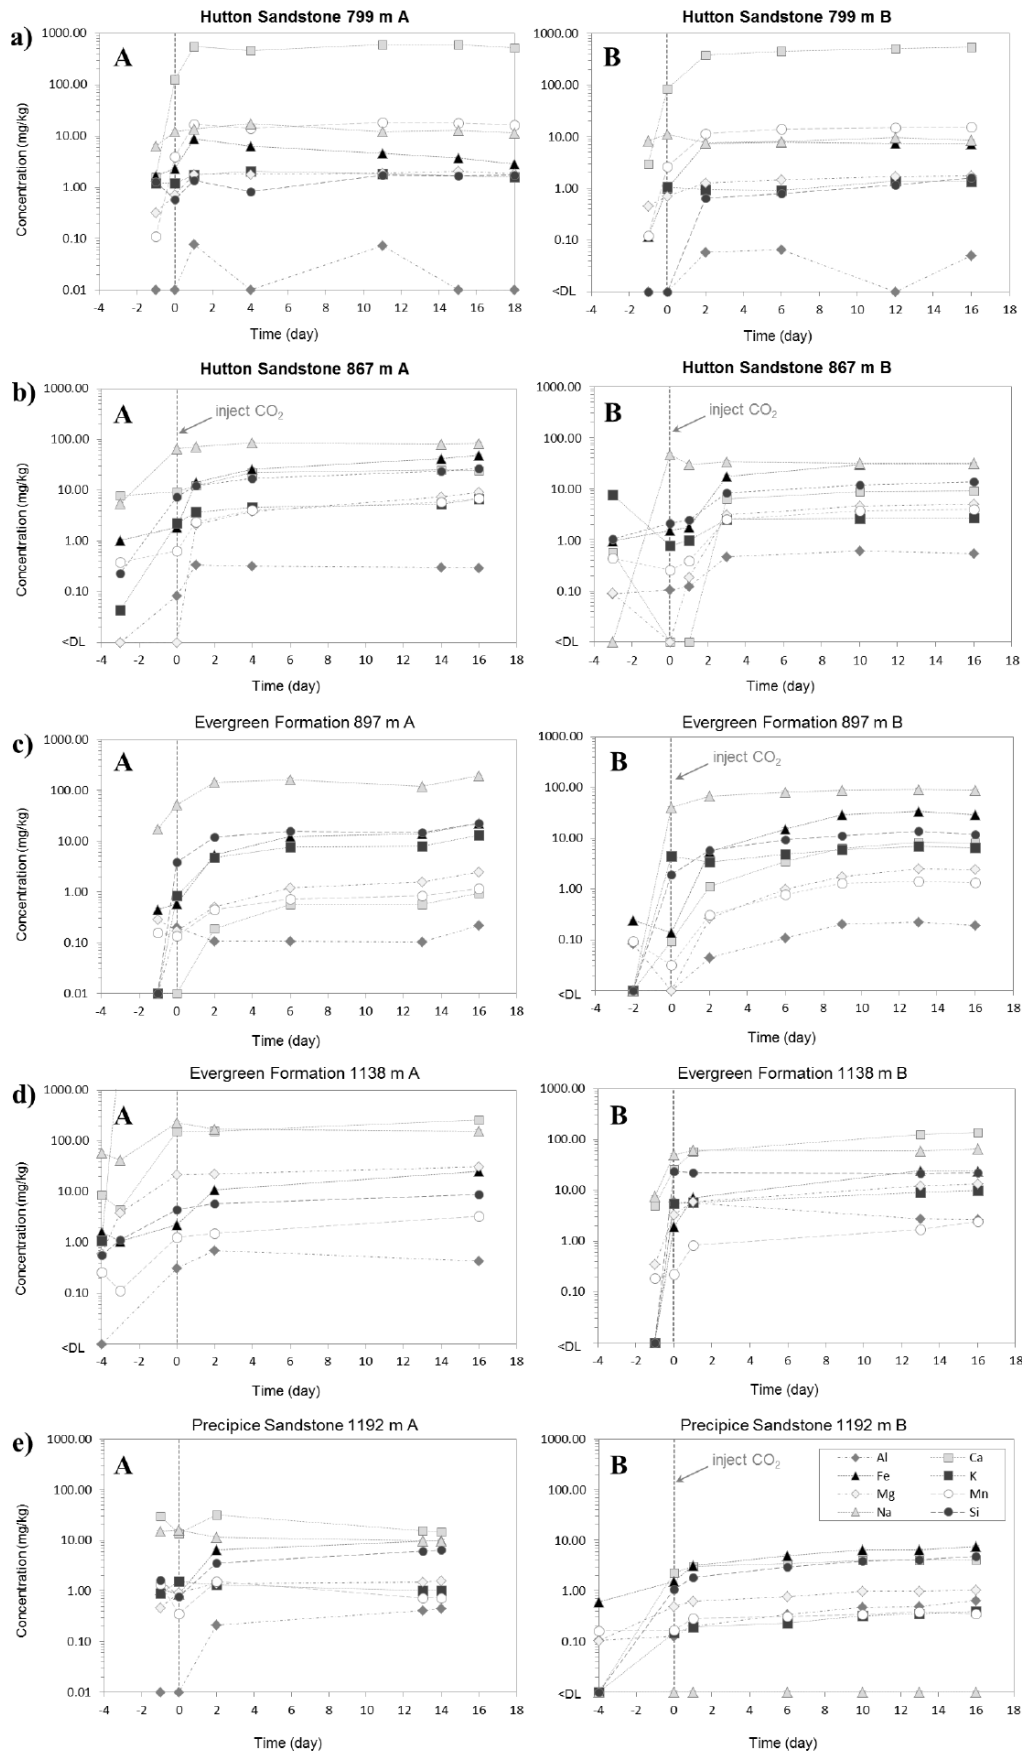 Hutton Sandstone 799 m A
a)
A
Concentration (mg/kg)
1000.00
100.00
10.00
1.00
0.10
0.01
-4 -2 0 2 4 6 8 10 12 14 16 18
Time (day)
Hutton Sandstone 799 m B
B
1000.00
100.00
10.00
1.00
0.10
<DL
-4 -2 0 2 4 6 8 10 12 14 16 18
Time (day)
Hutton Sandstone 867 m A
b)
A
inject CO2
Concentration (mg/kg)
1000.00
100.00
10.00
1.00
0.10
<DL
-4 -2 0 2 4 6 8 10 12 14 16 18
Time (day)
Hutton Sandstone 867 m B
B
inject CO2
1000.00
100.00
10.00
1.00
0.10
<DL
-4 -2 0 2 4 6 8 10 12 14 16 18
Time (day)
Evergreen Formation 897 m A
c)
A
Concentration (mg/kg)
1000.00
100.00
10.00
1.00
0.10
0.01
-4 -2 0 2 4 6 8 10 12 14 16 18
Time (day)
Evergreen Formation 897 m B
B
inject CO2
1000.00
100.00
10.00
1.00
0.10
<DL
-4 -2 0 2 4 6 8 10 12 14 16 18
Time (day)
Evergreen Formation 1138 m A
d)
A
Concentration (mg/kg)
1000.00
100.00
10.00
1.00
0.10
<DL
-4 -2 0 2 4 6 8 10 12 14 16 18
Time (day)
Evergreen Formation 1138 m B
B
1000.00
100.00
10.00
1.00
0.10
<DL
-4 -2 0 2 4 6 8 10 12 14 16 18
Time (day)
Precipice Sandstone 1192 m A
e)
A
Concentration (mg/kg)
1000.00
100.00
10.00
1.00
0.10
0.01
-4 -2 0 2 4 6 8 10 12 14 16 18
Time (day)
Precipice Sandstone 1192 m B
B
inject CO2
Al Ca
Fe K
Mg Mn
Na Si
1000.00
100.00
10.00
1.00
0.10
<DL
-4 -2 0 2 4 6 8 10 12 14 16 18
Time (day)